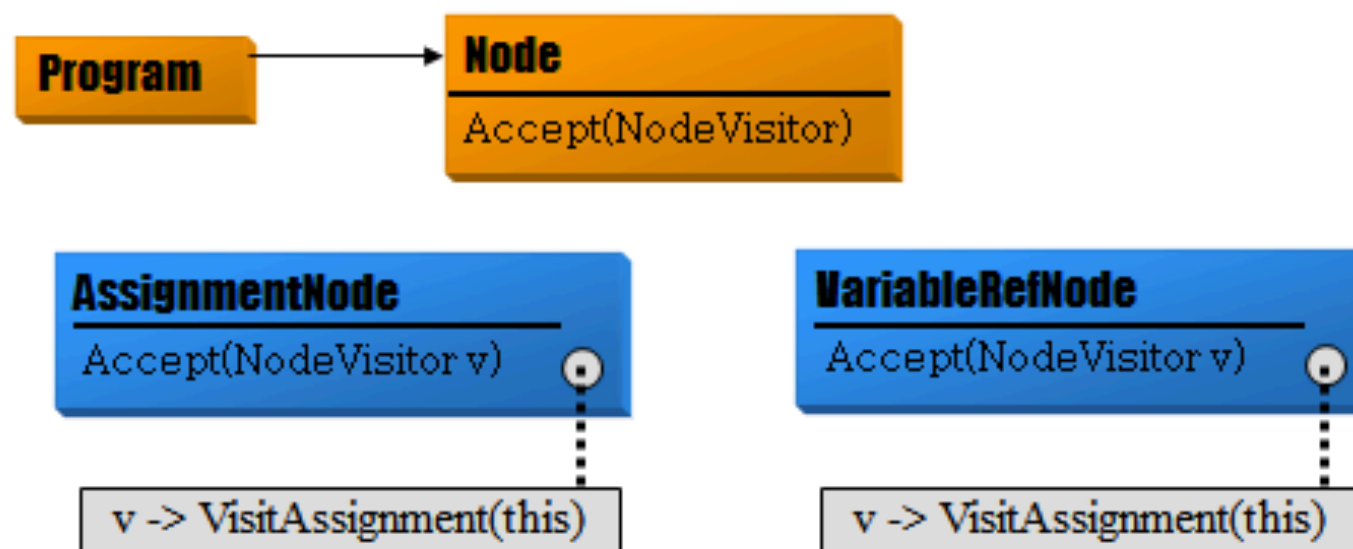 Program
Node
Accept(NodeVisitor)
AssignmentNode
Accept(NodeVisitor v)
v -> VisitAssignment(this)
VariableRefNode
Accept(NodeVisitor v)
v -> VisitAssignment(this)